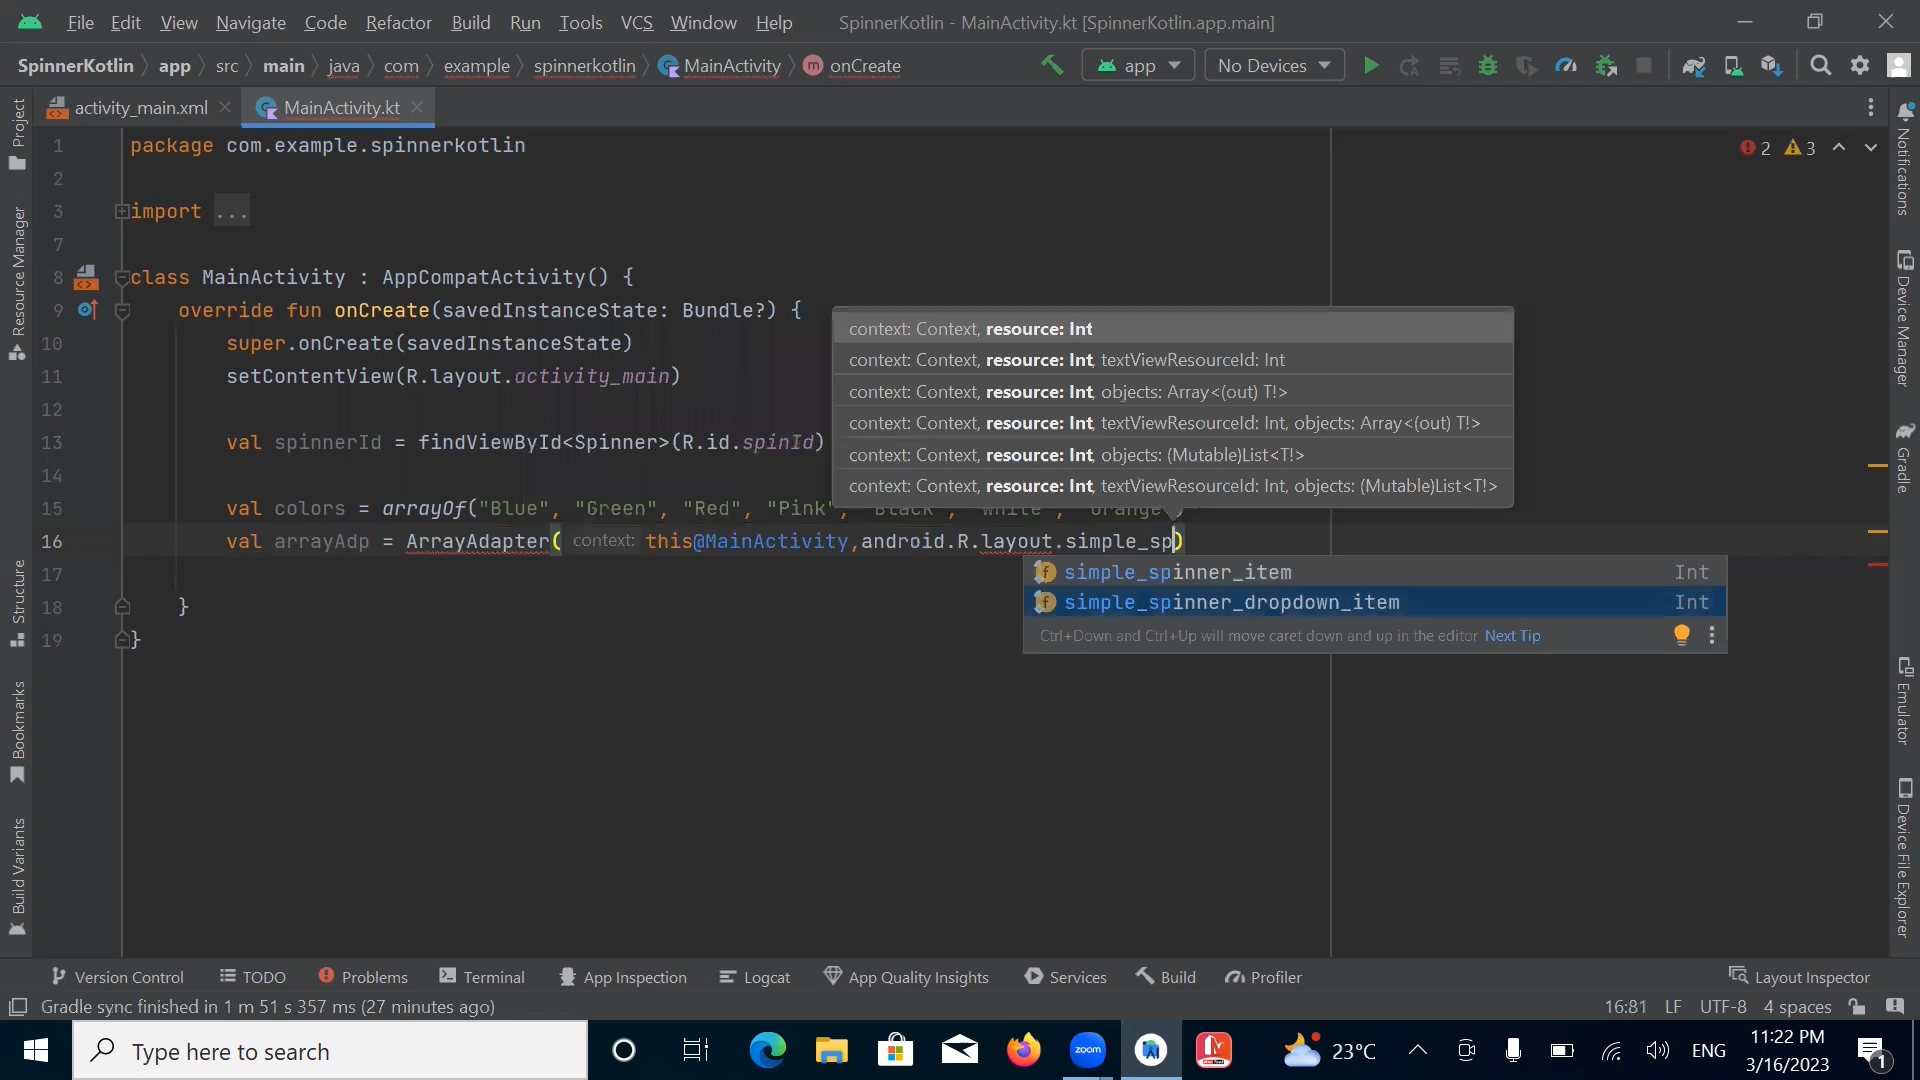 File Edit View Navigate Code Refactor Build Run Tools VCS Window Help SpinnerKotlin - MainActivity.kt [SpinnerKotlin.app.main]
SpinnerKotlin app src main java com example spinnerkotlin MainActivity onCreate app No Devices
activity_main.xml MainActivity.kt
1 package com.example.spinnerkotlin
2 3
2
3 import ...
7
8 class MainActivity : AppCompatActivity() {
9 override fun onCreate(savedInstanceState: Bundle?) {
10 super.onCreate(savedInstanceState)
11 setContentView(R.layout.activity_main)
12
13 val spinnerId = findViewById<Spinner>(R.id.spinId)
14
15 val colors = arrayOf("Blue", "Green", "Red", "Pink", "Black", "White", "Orange")
16 val arrayAdp = ArrayAdapter( context: this@MainActivity,android.R.layout.simple_sp)
17
18 }
19 }
context: Context, resource: Int
context: Context, resource: Int, textViewResourceId: Int
context: Context, resource: Int, objects: Array<(out) T!>
context: Context, resource: Int, textViewResourceId: Int, objects: Array<(out) T!>
context: Context, resource: Int, objects: (Mutable)List<T!>
context: Context, resource: Int, textViewResourceId: Int, objects: (Mutable)List<T!>
simple_spinner_item Int
simple_spinner_dropdown_item Int
Ctrl+Down and Ctrl+Up will move caret down and up in the editor Next Tip
Project
Resource Manager
Structure
Bookmarks
Build Variants
Notifications
Device Manager
Gradle
Emulator
Device File Explorer
Version Control TODO Problems Terminal App Inspection Logcat App Quality Insights Services Build Profiler Layout Inspector
Gradle sync finished in 1 m 51 s 357 ms (27 minutes ago) 16:81 LF UTF-8 4 spaces
Type here to search zoom 23°C ENG 11:22 PM
3/16/2023 1